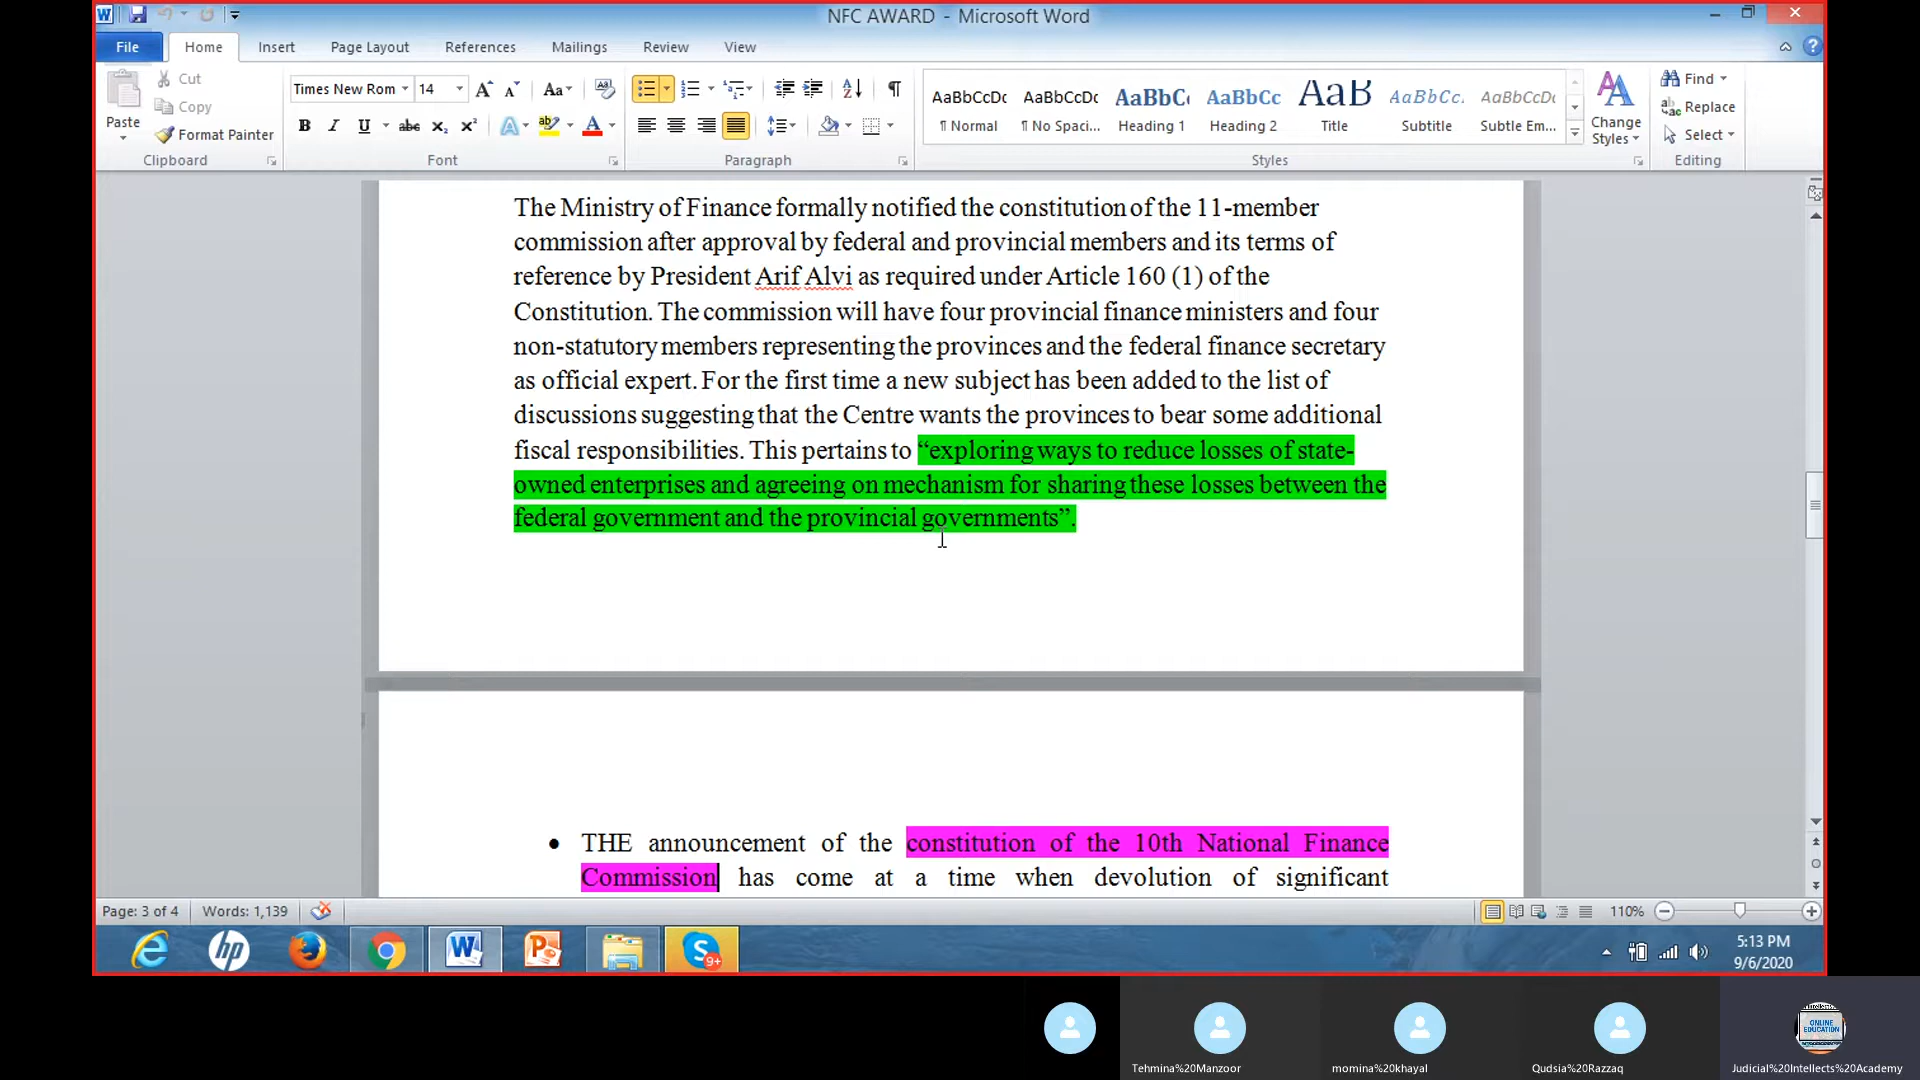 NFC AWARD - Microsoft Word
File Home Insert Page Layout References Mailings Review View
Cut
Copy
Format Painter
Paste
Clipboard
Times New Rom 14
Font
Paragraph
AaBbCcDc AaBbCcDc AaBbC AaBbCc AaB AaBbCc. AaBbCcDc
¶ Normal ¶ No Spaci... Heading 1 Heading 2 Title Subtitle Subtle Em...
Styles
Change
Styles
Find
Replace
Select
Editing
The Ministry of Finance formally notified the constitution of the 11-member
commission after approval by federal and provincial members and its terms of
reference by President Arif Alvi as required under Article 160 (1) of the
Constitution. The commission will have four provincial finance ministers and four
non-statutory members representing the provinces and the federal finance secretary
as official expert. For the first time a new subject has been added to the list of
discussions suggesting that the Centre wants the provinces to bear some additional
fiscal responsibilities. This pertains to “exploring ways to reduce losses of state-
owned enterprises and agreeing on mechanism for sharing these losses between the
federal government and the provincial governments”.
• THE announcement of the constitution of the 10th National Finance
Commission has come at a time when devolution of significant
Page: 3 of 4 Words: 1,139 110%
5:13 PM
9/6/2020
9+
ONLINE
EDUCATION
Tehmina%20Manzoor momina%20khayal Qudsia%20Razzaq Judicial%20Intellects%20Academy